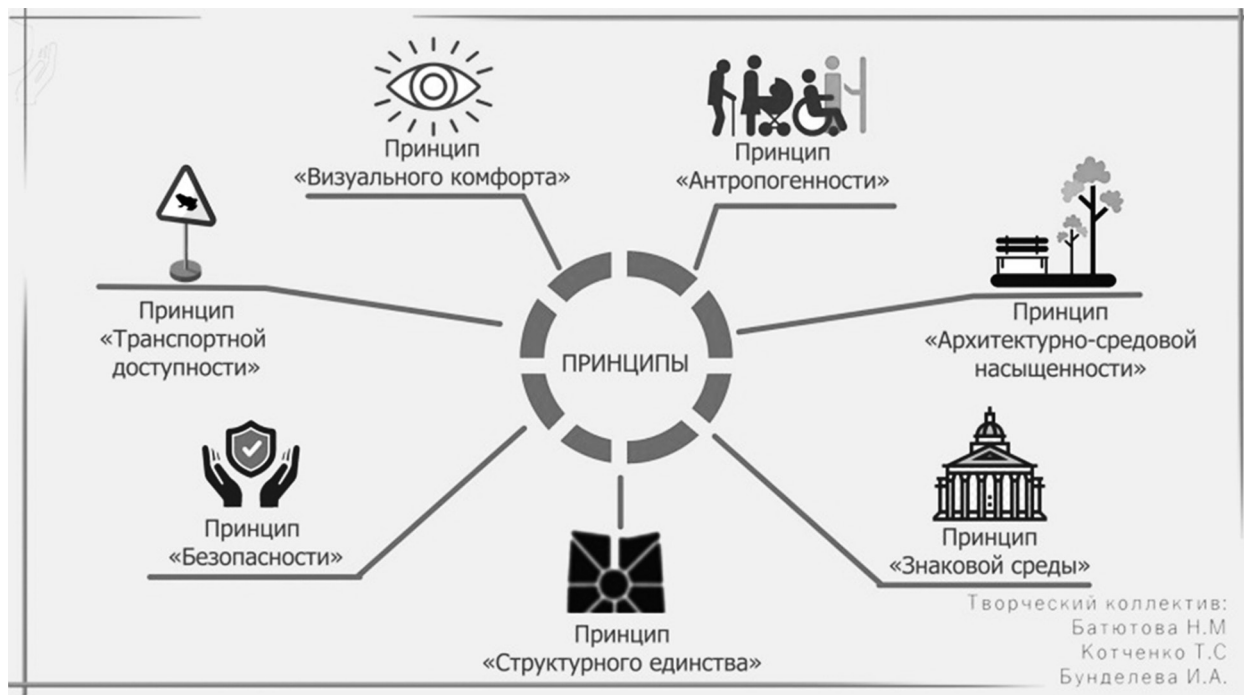 Принцип
«Визуального комфорта»
Принцип
«Антропогенности»
Принцип
«Транспортной
доступности»
ПРИНЦИПЫ
Принцип
«Архитектурно-средовой
насыщенности»
Принцип
«Безопасности»
Принцип
«Знаковой среды»
Принцип
«Структурного единства»
Творческий коллектив:
Батютова Н.М
Котченко Т.С
Бунделева И.А.